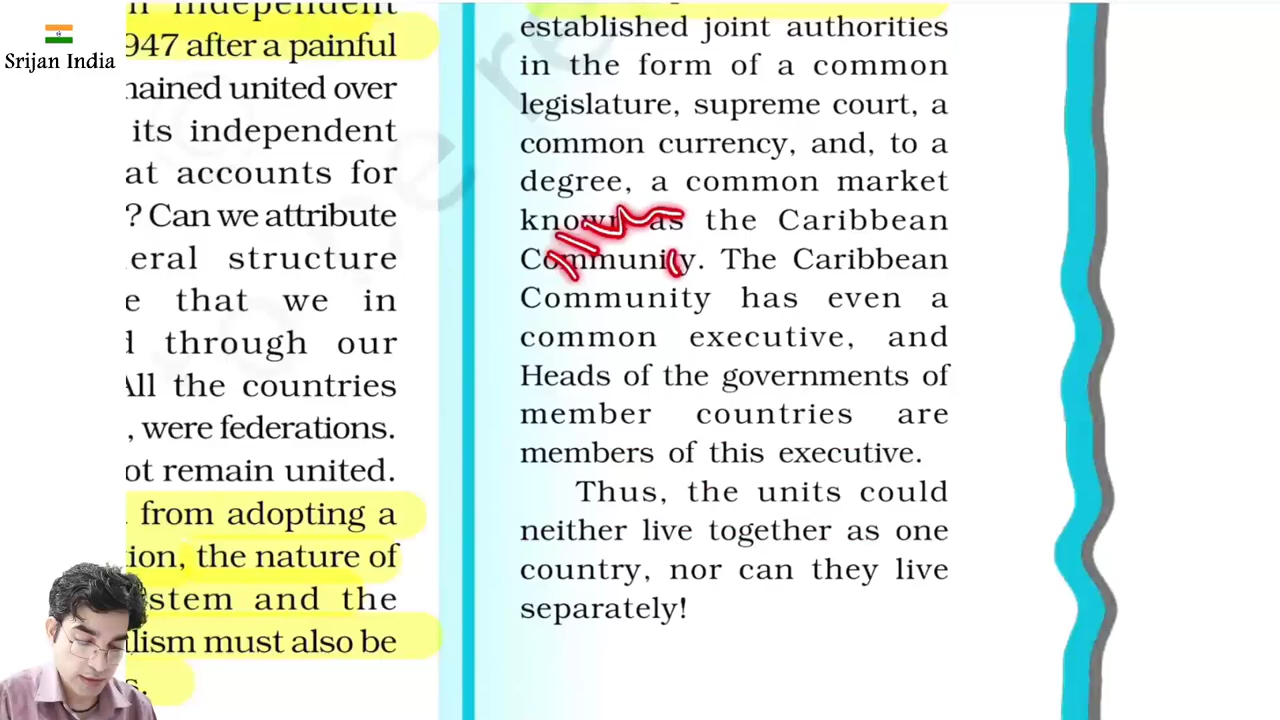 Srijan India
n independent
947 after a painful
nained united over
its independent
at accounts for
? Can we attribute
eral structure
e that we in
d through our
All the countries
, were federations.
ot remain united.
from adopting a
tion, the nature of
stem and the
alism must also be
s.
established joint authorities
in the form of a common
legislature, supreme court, a
common currency, and, to a
degree, a common market
known as the Caribbean
Community. The Caribbean
Community has even a
common executive, and
Heads of the governments of
member countries are
members of this executive.
Thus, the units could
neither live together as one
country, nor can they live
separately!